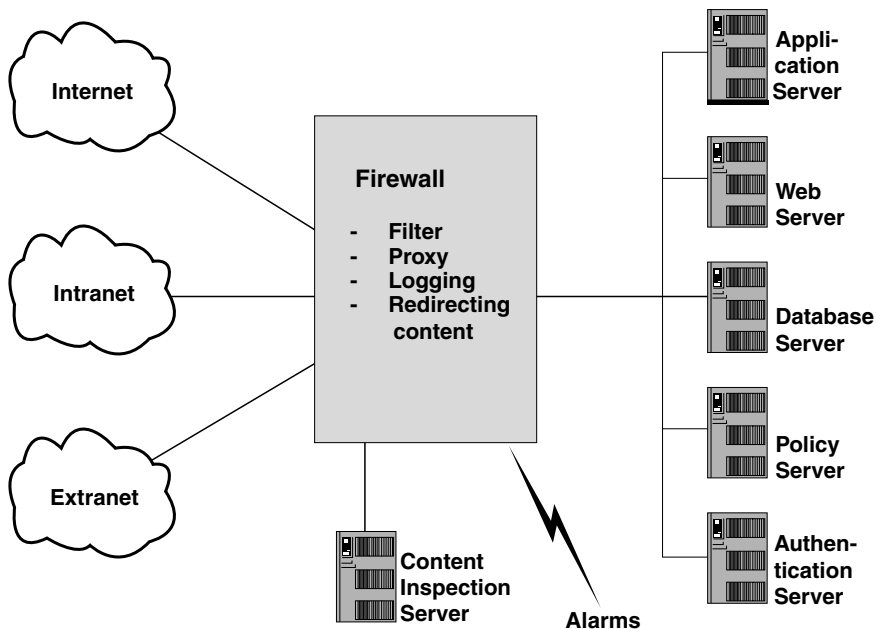 Internet
Intranet
Extranet
Firewall
- Filter
- Proxy
- Logging
- Redirecting
content
Content
Inspection
Server
Alarms
Appli-
cation
Server
Web
Server
Database
Server
Policy
Server
Authen-
tication
Server